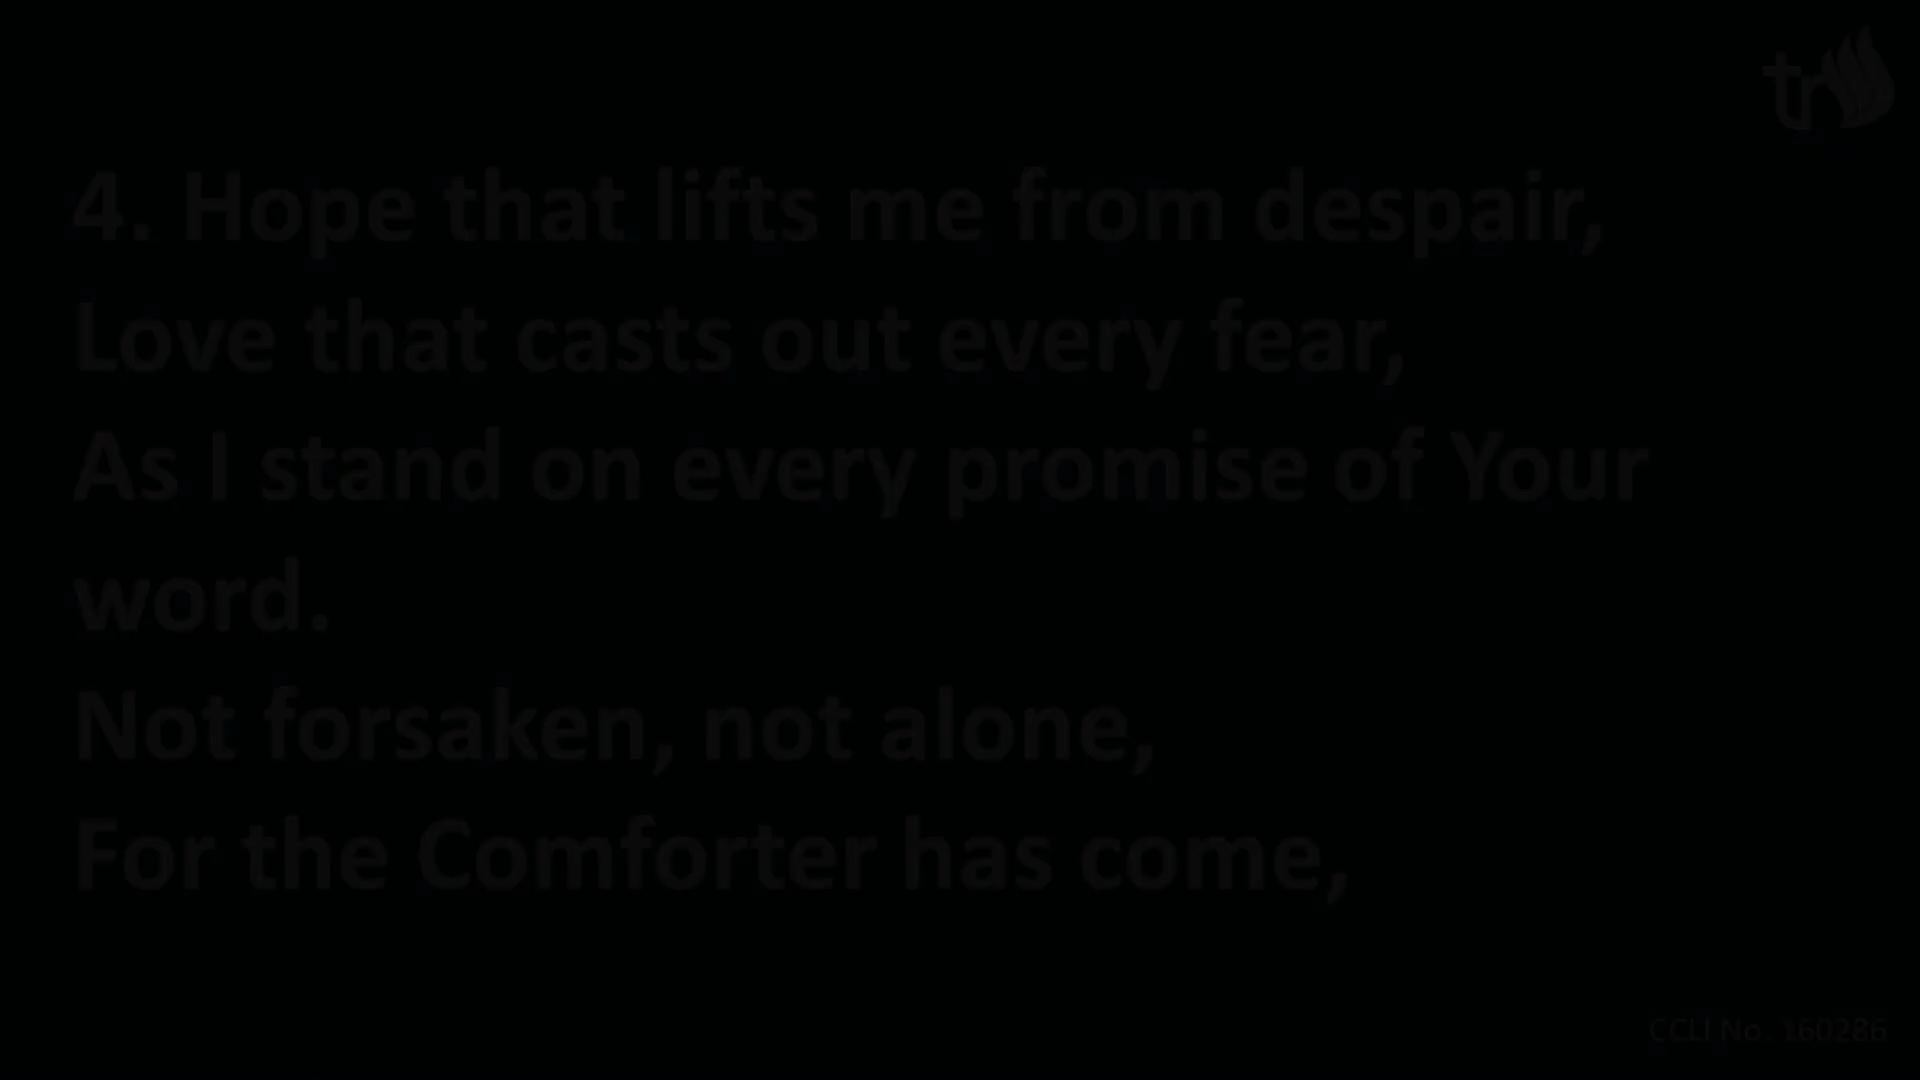 tr
4. Hope that lifts me from despair,
Love that casts out every fear,
As I stand on every promise of Your
word.
Not forsaken, not alone,
For the Comforter has come,
CCLI No. 160286